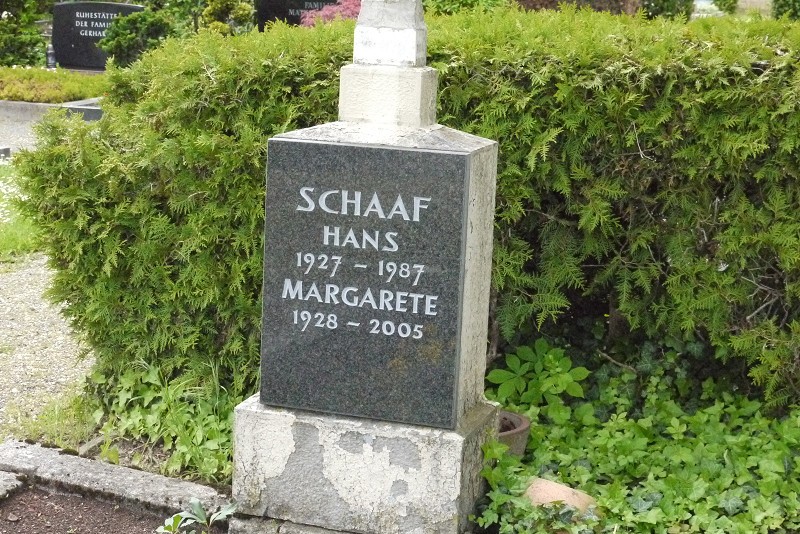 RUHESTÄTTE
DER FAMILIE
SCHAAF
HANS
1927 – 1987
MARGARETE
1928 – 2005